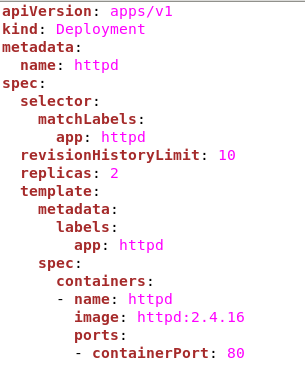 apiVersion: apps/v1
kind: Deployment
metadata:
  name: httpd
spec:
  selector:
    matchLabels:
      app: httpd
  revisionHistoryLimit: 10
  replicas: 2
  template:
    metadata:
      labels:
        app: httpd
    spec:
      containers:
      - name: httpd
        image: httpd:2.4.16
        ports:
        - containerPort: 80